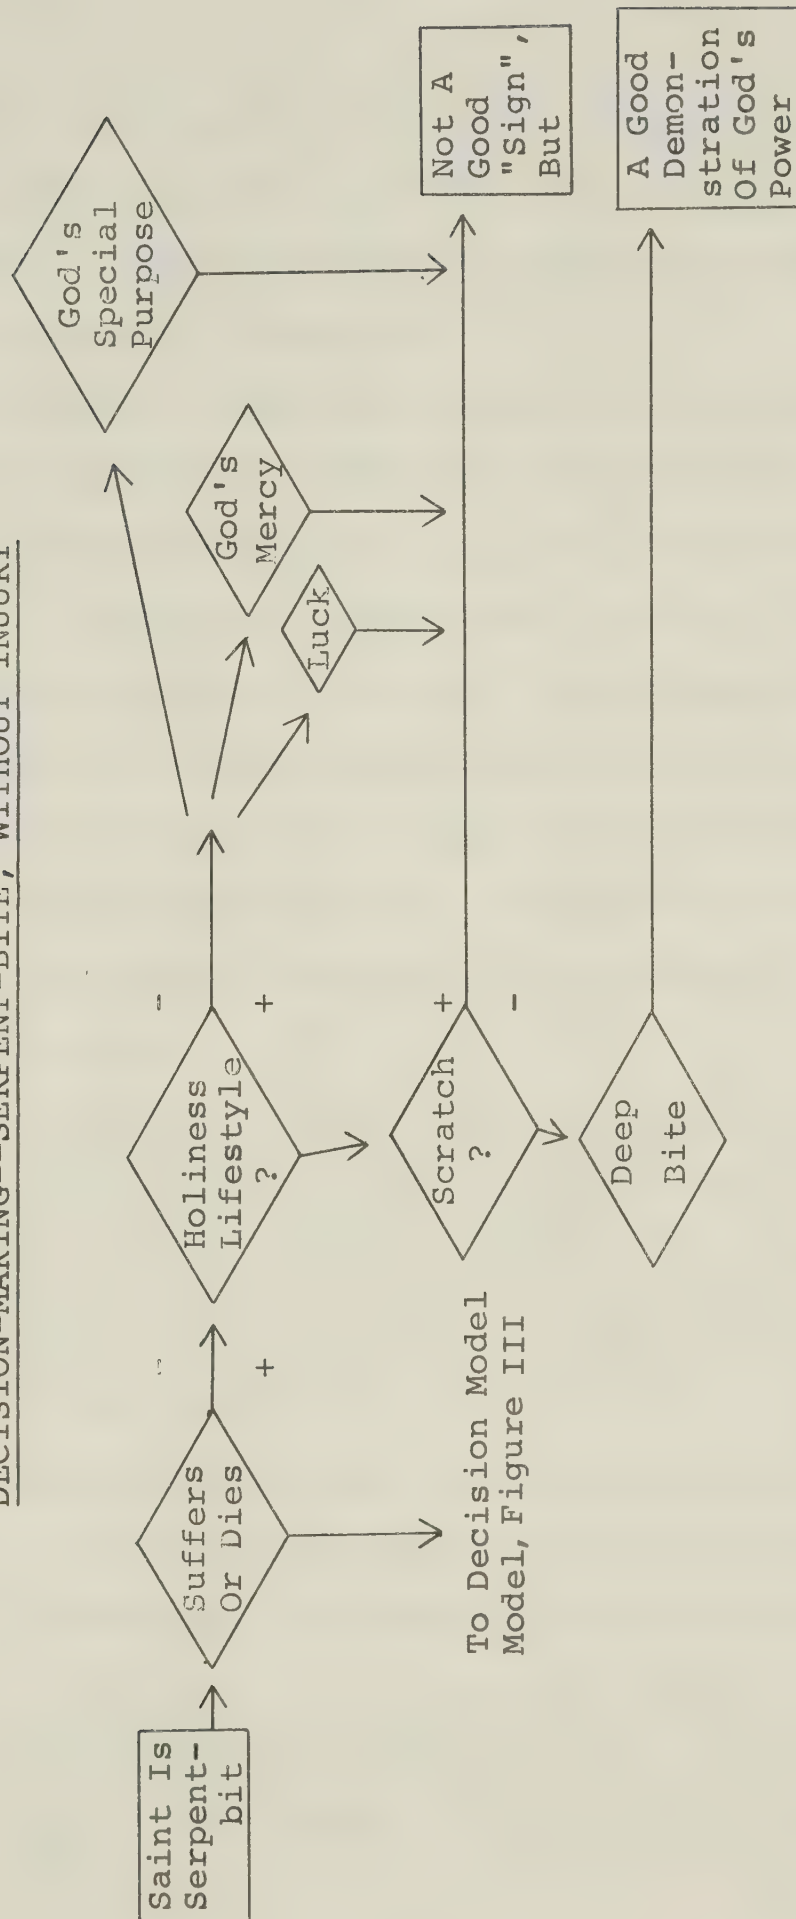 DECISION-MAKING--SERPENT-BITE, WITHOUT INJURY
Saint Is
Serpent-
bit
Suffers
Or Dies
-
+
To Decision Model
Model, Figure III
Holiness
Lifestyle
?
-
+
Scratch
?
+
-
Deep
Bite
Luck
God's
Mercy
God's
Special
Purpose
Not A
Good
"Sign",
But
A Good
Demon-
stration
Of God's
Power